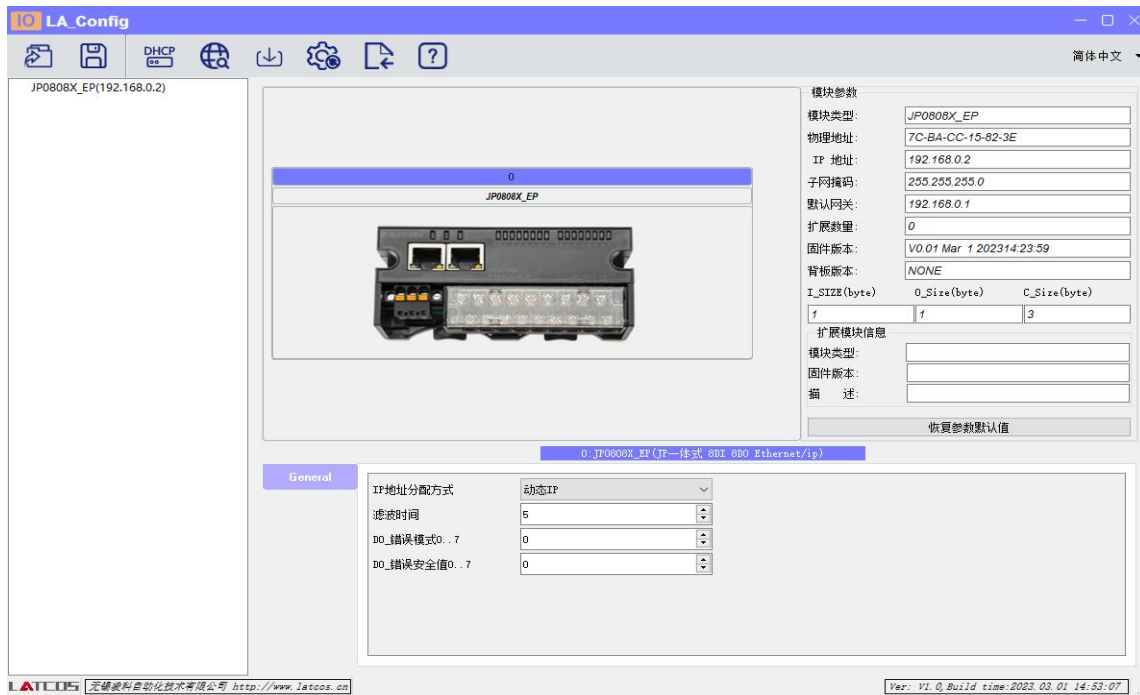 IO LA_Config
DHCP
简体中文
JP0808X_EP(192.168.0.2)
0
JP0808X_EP
模块参数
模块类型: JP0808X_EP
物理地址: 7C-BA-CC-15-82-3E
IP 地址: 192.168.0.2
子网掩码: 255.255.255.0
默认网关: 192.168.0.1
扩展数量: 0
固件版本: V0.01 Mar 1 202314:23:59
背板版本: NONE
I_SIZE(byte) O_Size(byte) C_Size(byte)
1 1 3
扩展模块信息
模块类型:
固件版本:
描 述:
恢复参数默认值
0:JP0808X_EP(JP一体式 8DI 8DO Ethernet/ip)
General
IP地址分配方式 动态IP
滤波时间 5
DO_错误模式0..7 0
DO_错误安全值0..7 0
LATCOS 无锡凌科自动化技术有限公司 http://www.latcos.cn
Ver: V1.0,Build time:2023.03.01 14:53:07